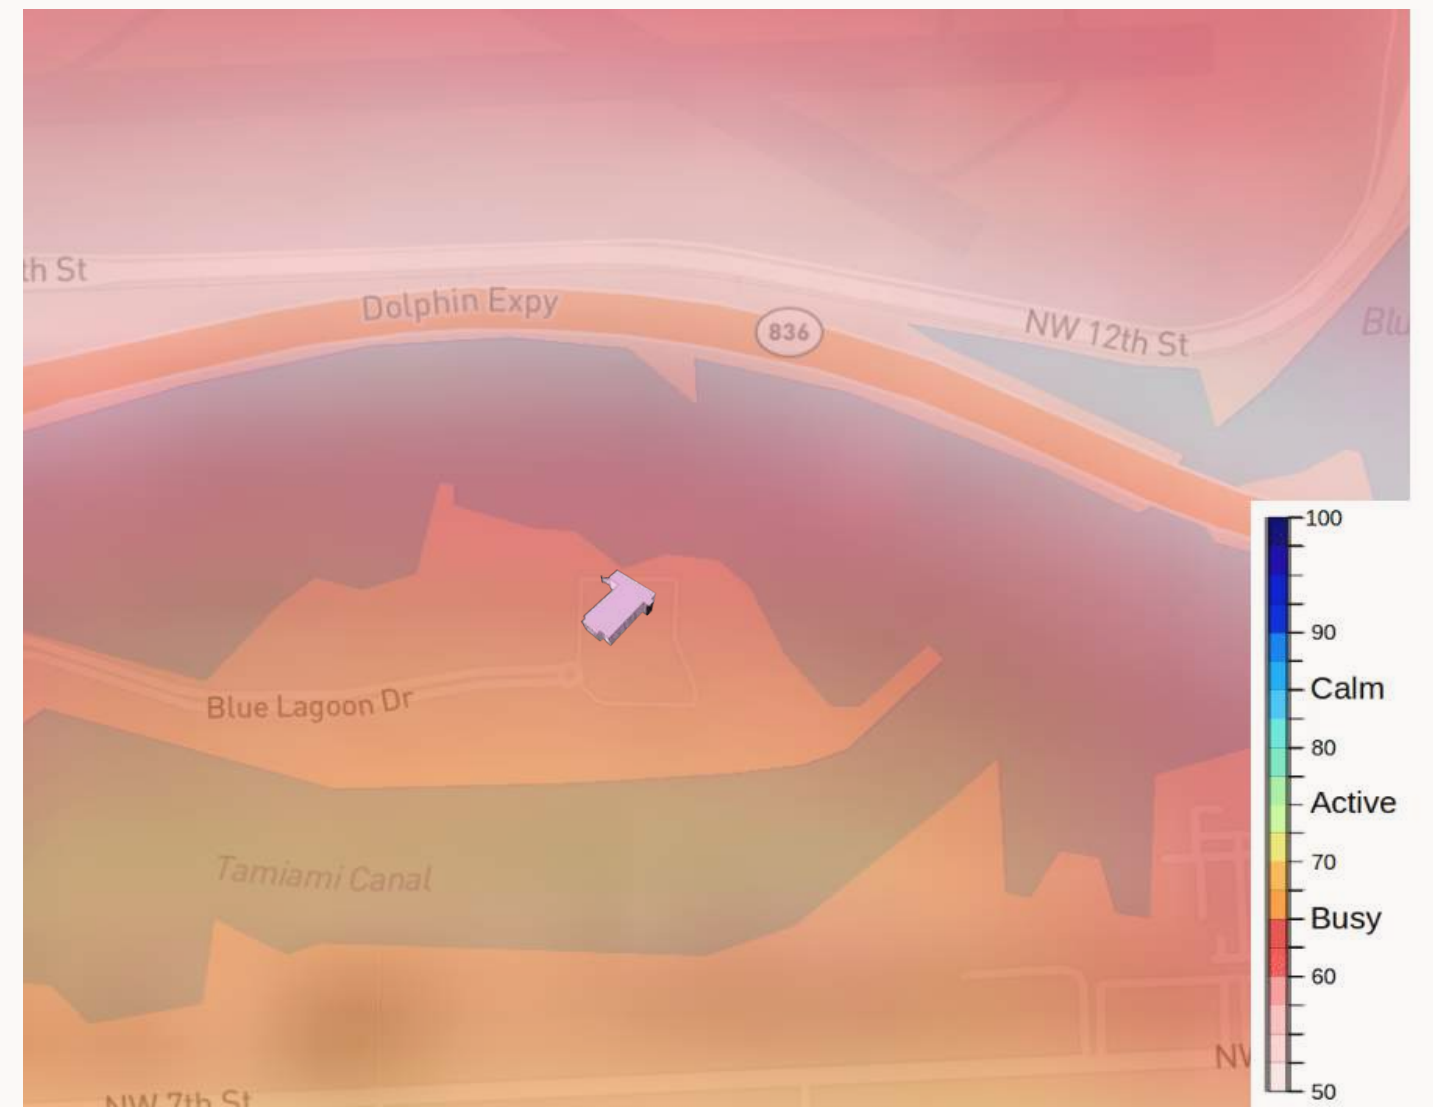 th St
Dolphin Expy
836
NW 12th St
Blu
100
90
Calm
80
Active
70
Busy
60
50
Blue Lagoon Dr
Tamiami Canal
NW
NW 7th St